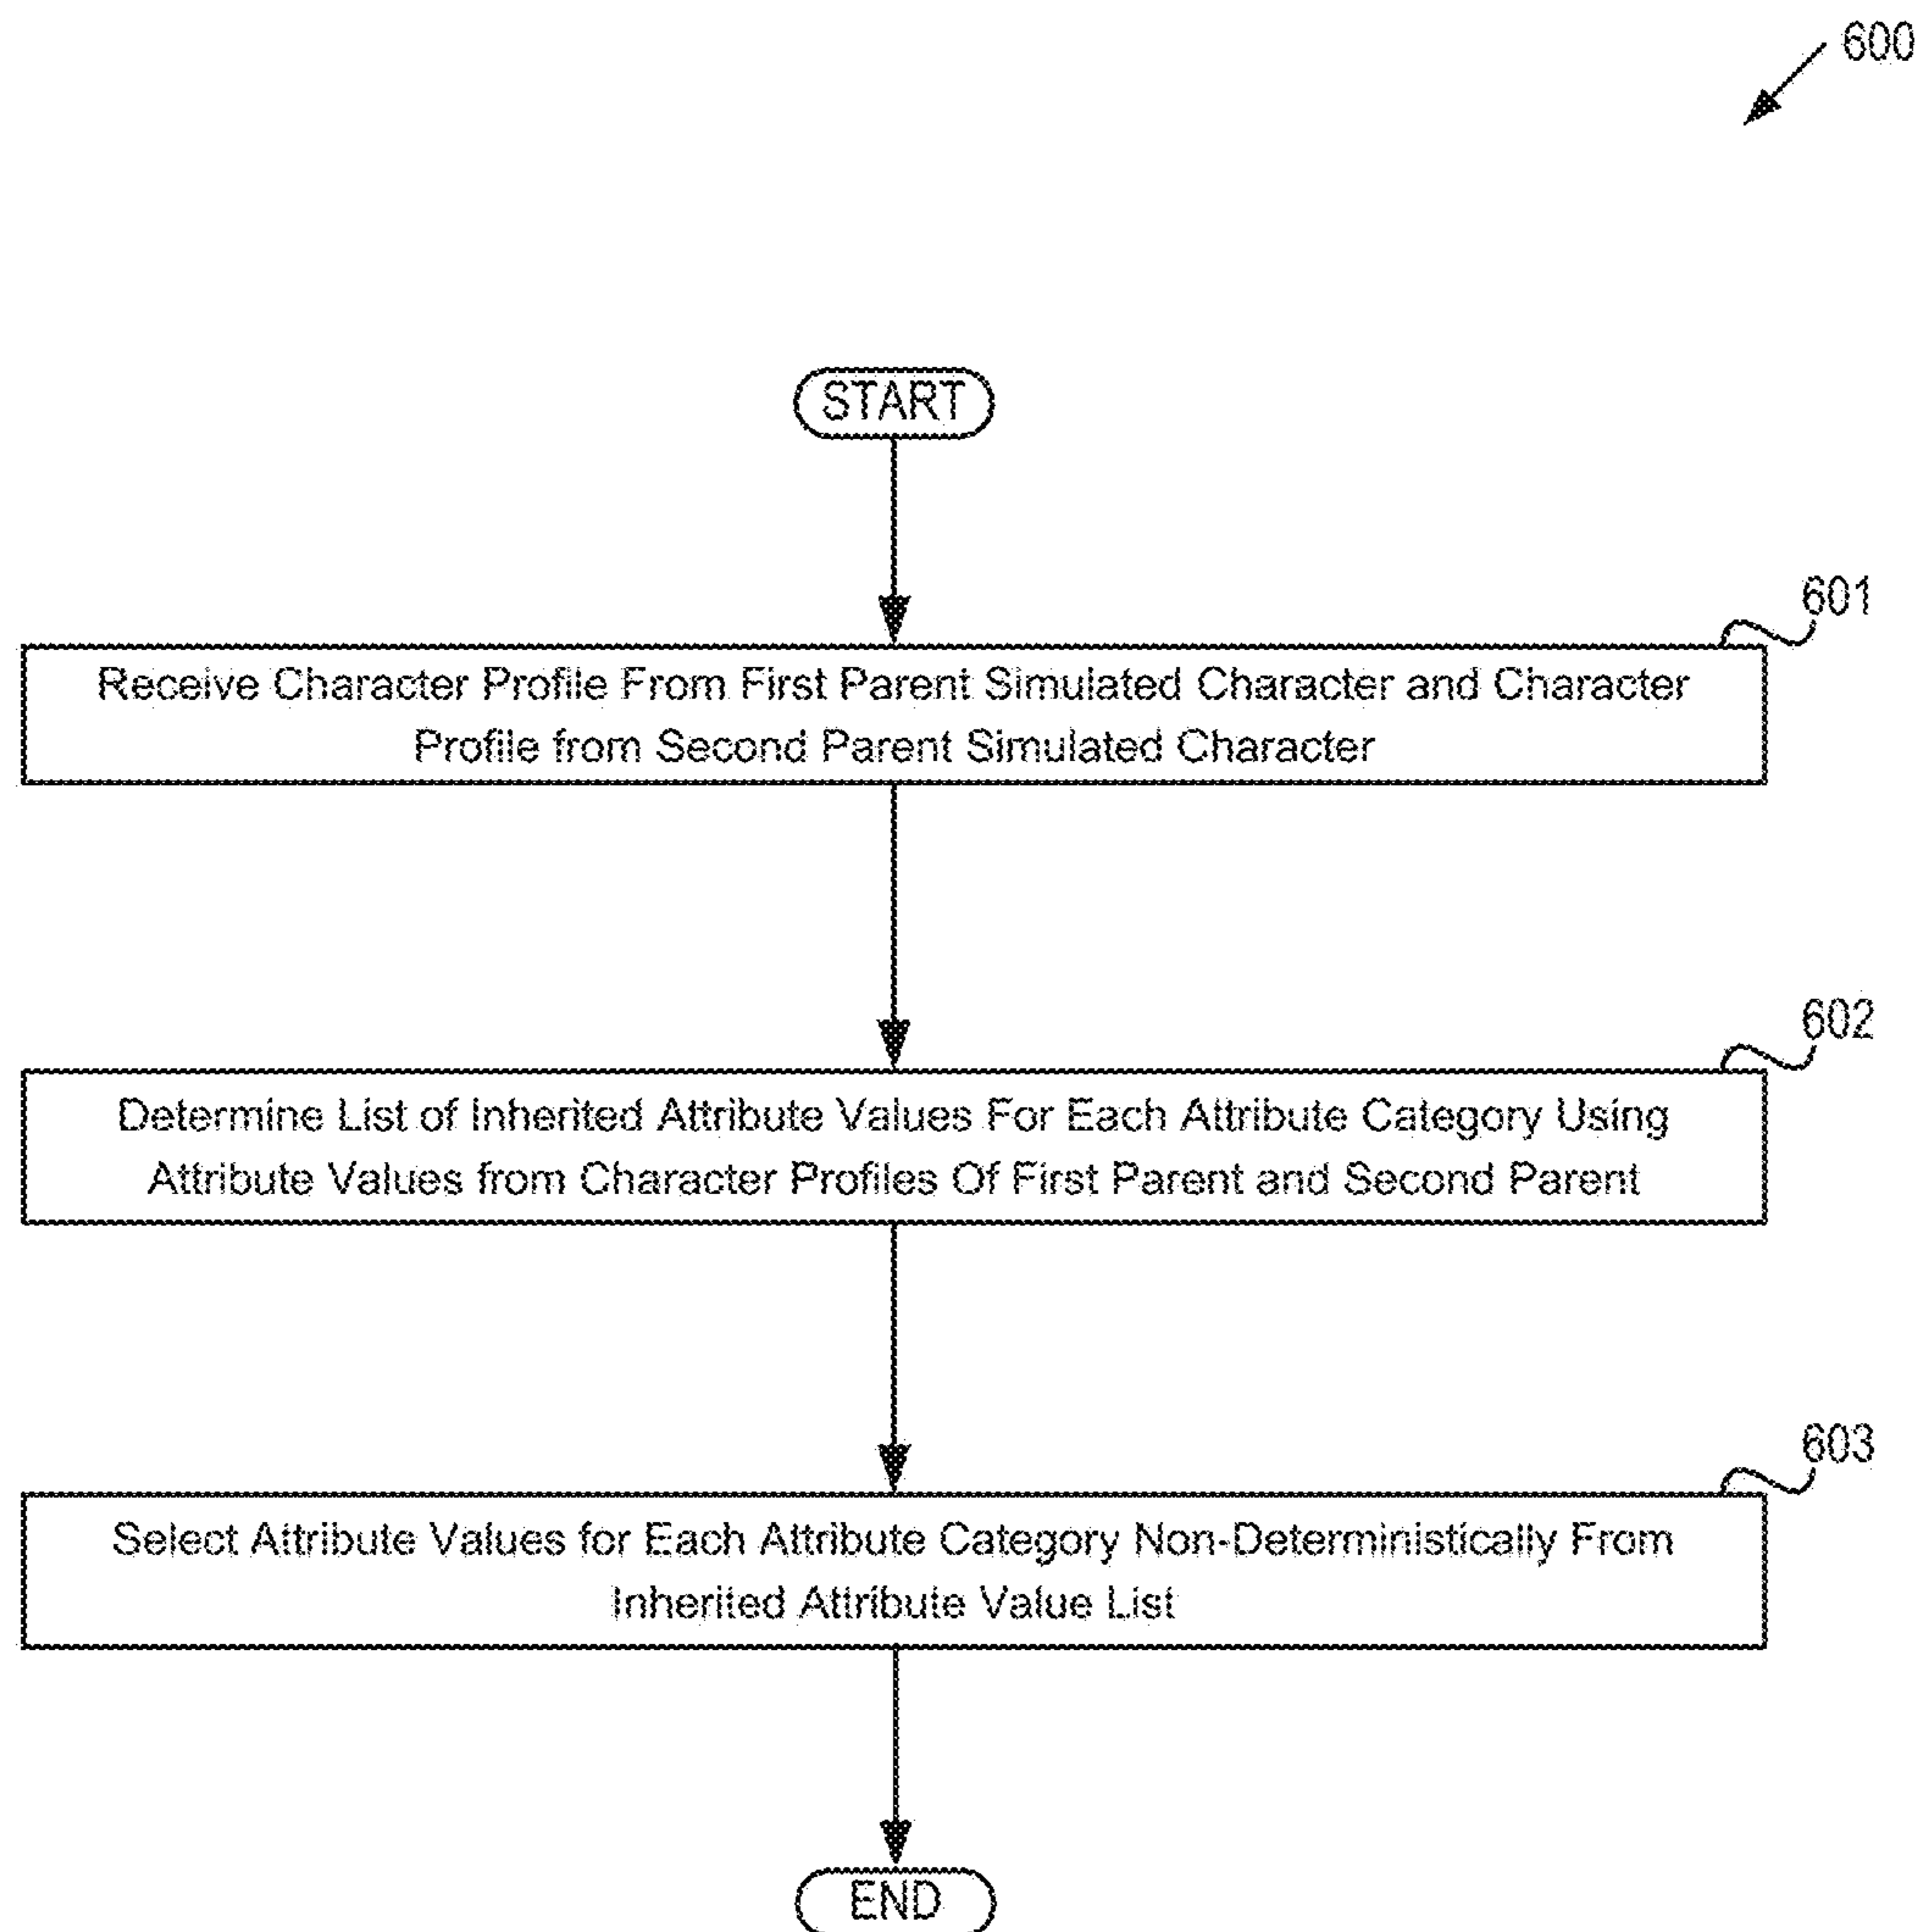 600
START
601
Receive Character Profile From First Parent Simulated Character and Character
Profile from Second Parent Simulated Character
602
Determine List of Inherited Attribute Values For Each Attribute Category Using
Attribute Values from Character Profiles Of First Parent and Second Parent
603
Select Attribute Values for Each Attribute Category Non-Deterministically From
Inherited Attribute Value List
END